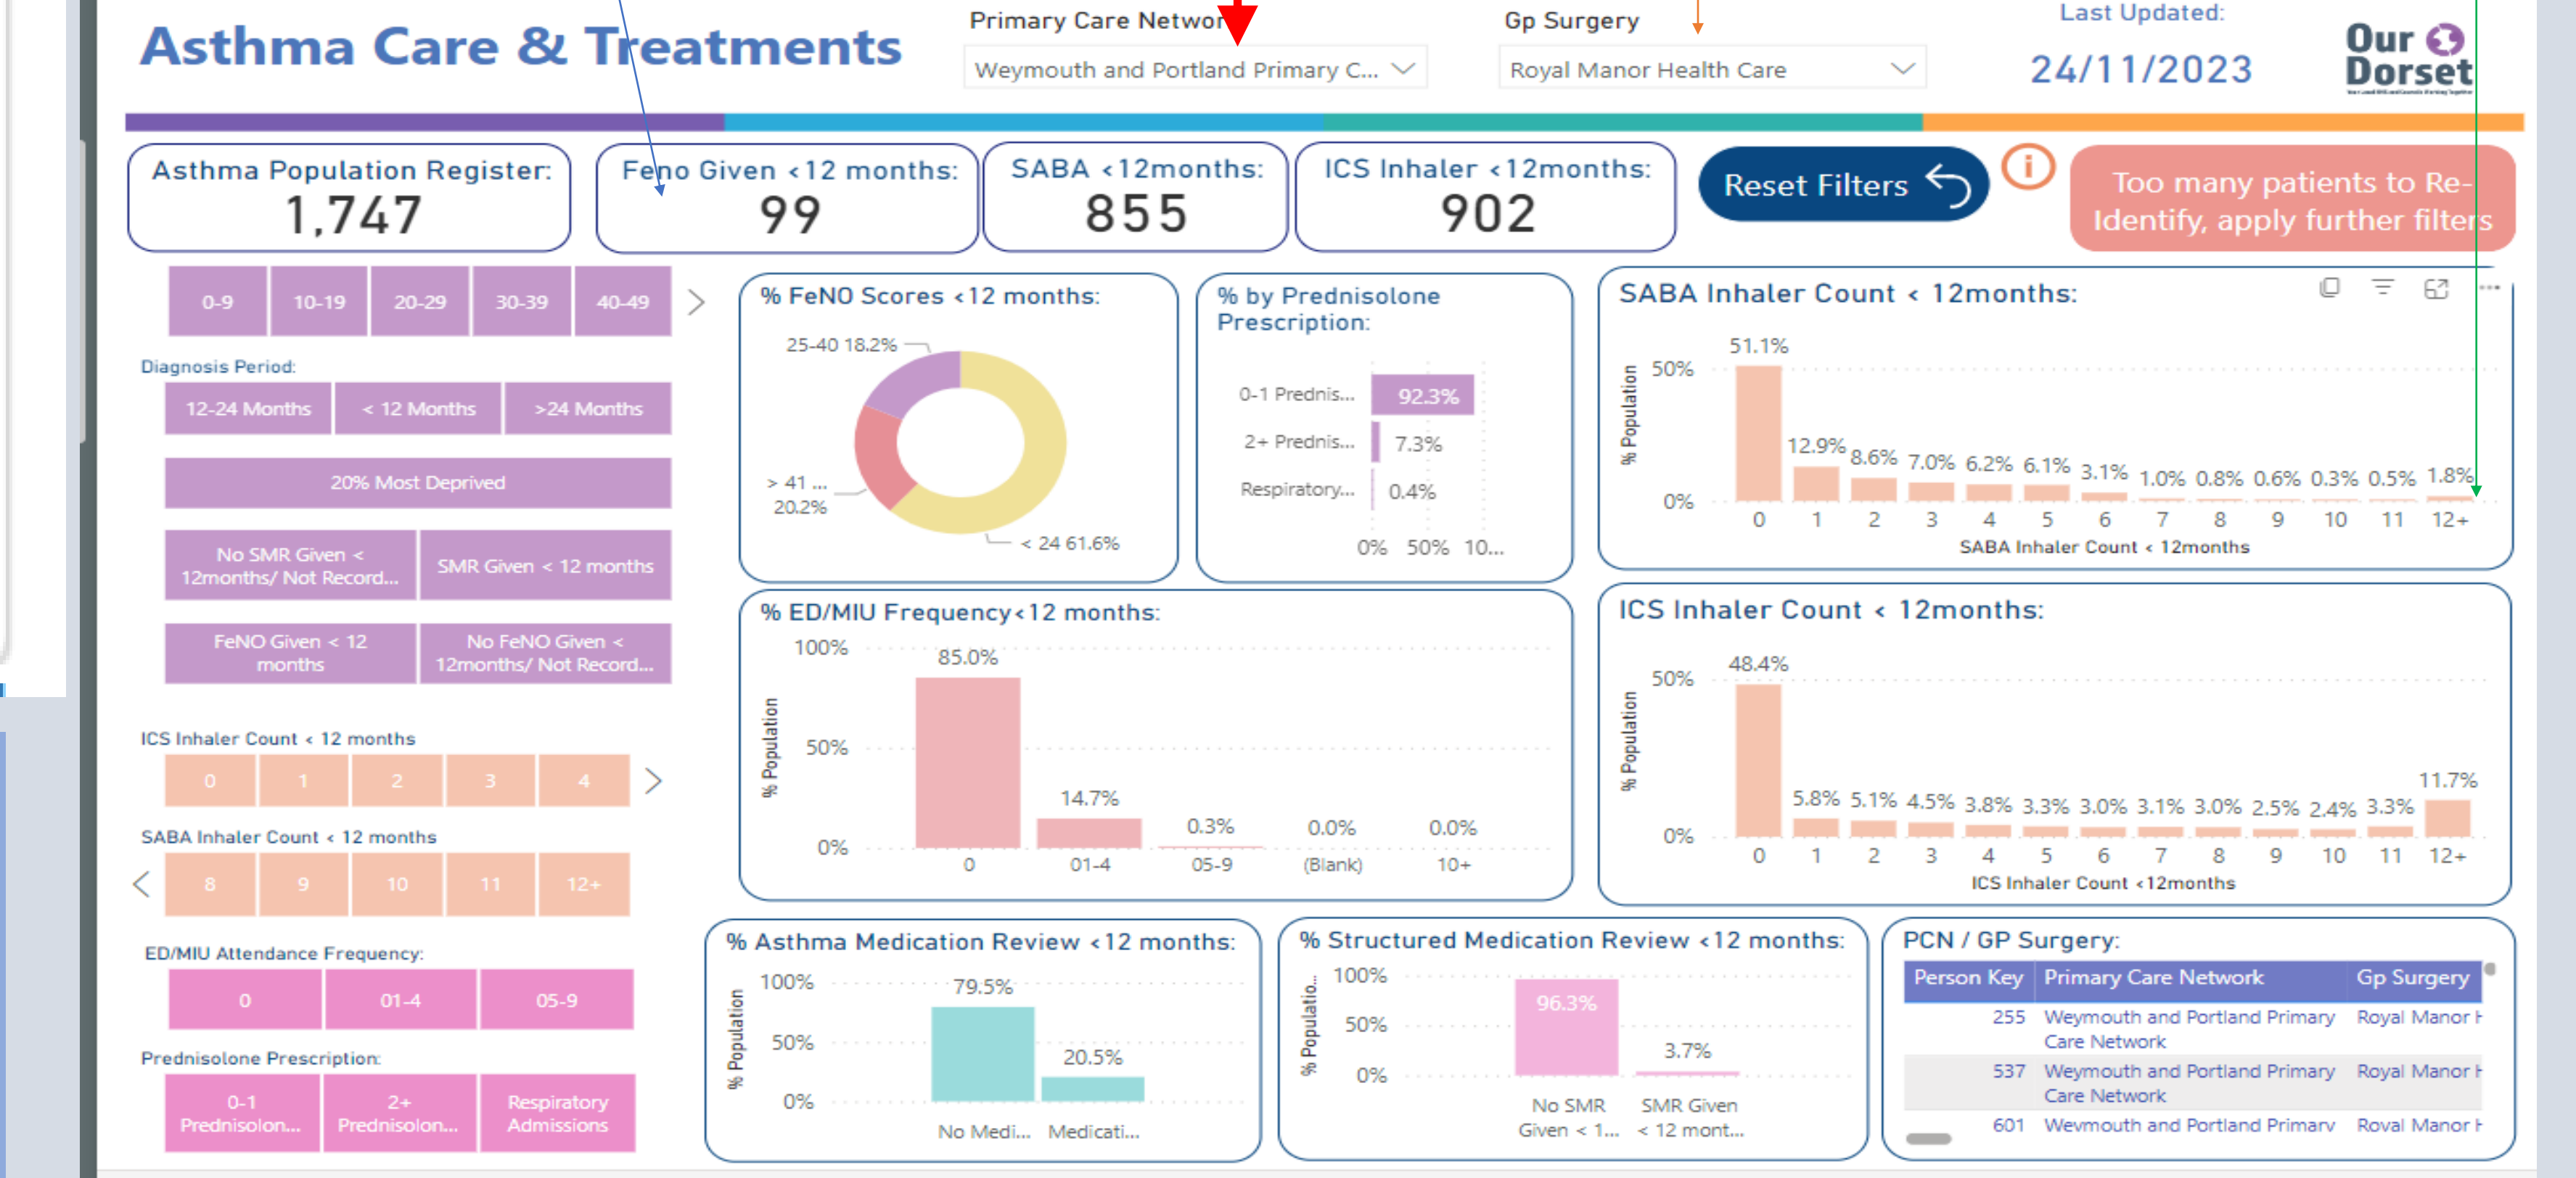 Asthma Care & Treatments
Primary Care Networ
Weymouth and Portland Primary C...
Gp Surgery
Royal Manor Health Care
Last Updated:
24/11/2023
Our
Dorset
Asthma Population Register:
1,747
Feno Given <12 months:
99
SABA <12months:
855
ICS Inhaler <12months:
902
Reset Filters
i
Too many patients to Re-
Identify, apply further filters
0-9 10-19 20-29 30-39 40-49
Diagnosis Period:
12-24 Months < 12 Months >24 Months
20% Most Deprived
No SMR Given <
12months/ Not Record...
SMR Given < 12 months
FeNO Given < 12
months
No FeNO Given <
12months/ Not Record...
ICS Inhaler Count < 12 months
0 1 2 3 4
SABA Inhaler Count < 12 months
8 9 10 11 12+
ED/MIU Attendance Frequency:
0 01-4 05-9
Prednisolone Prescription:
0-1
Prednisolon...
2+
Prednisolon...
Respiratory
Admissions
% FeNO Scores <12 months:
25-40 18.2%
> 41 ...
20.2%
< 24 61.6%
% by Prednisolone
Prescription:
0-1 Prednis... 92.3%
2+ Prednis... 7.3%
Respiratory... 0.4%
0% 50% 10...
SABA Inhaler Count < 12months:
% Population
50%
0%
51.1% 12.9% 8.6% 7.0% 6.2% 6.1% 3.1% 1.0% 0.8% 0.6% 0.3% 0.5% 1.8%
0 1 2 3 4 5 6 7 8 9 10 11 12+
SABA Inhaler Count < 12months
% ED/MIU Frequency<12 months:
% Population
100%
50%
0%
85.0% 14.7% 0.3% 0.0% 0.0%
0 01-4 05-9 (Blank) 10+
ICS Inhaler Count < 12months:
% Population
50%
0%
48.4% 5.8% 5.1% 4.5% 3.8% 3.3% 3.0% 3.1% 3.0% 2.5% 2.4% 3.3% 11.7%
0 1 2 3 4 5 6 7 8 9 10 11 12+
ICS Inhaler Count <12months
% Asthma Medication Review <12 months:
% Population
100%
50%
0%
79.5% 20.5%
No Medi... Medicati...
% Structured Medication Review <12 months:
% Populatio...
100%
50%
0%
96.3% 3.7%
No SMR
Given < 1...
SMR Given
< 12 mont...
PCN / GP Surgery:
Person Key Primary Care Network Gp Surgery
255 Weymouth and Portland Primary Royal Manor
Care Network
537 Weymouth and Portland Primary Royal Manor
Care Network
601 Weymouth and Portland Primary Royal Manor